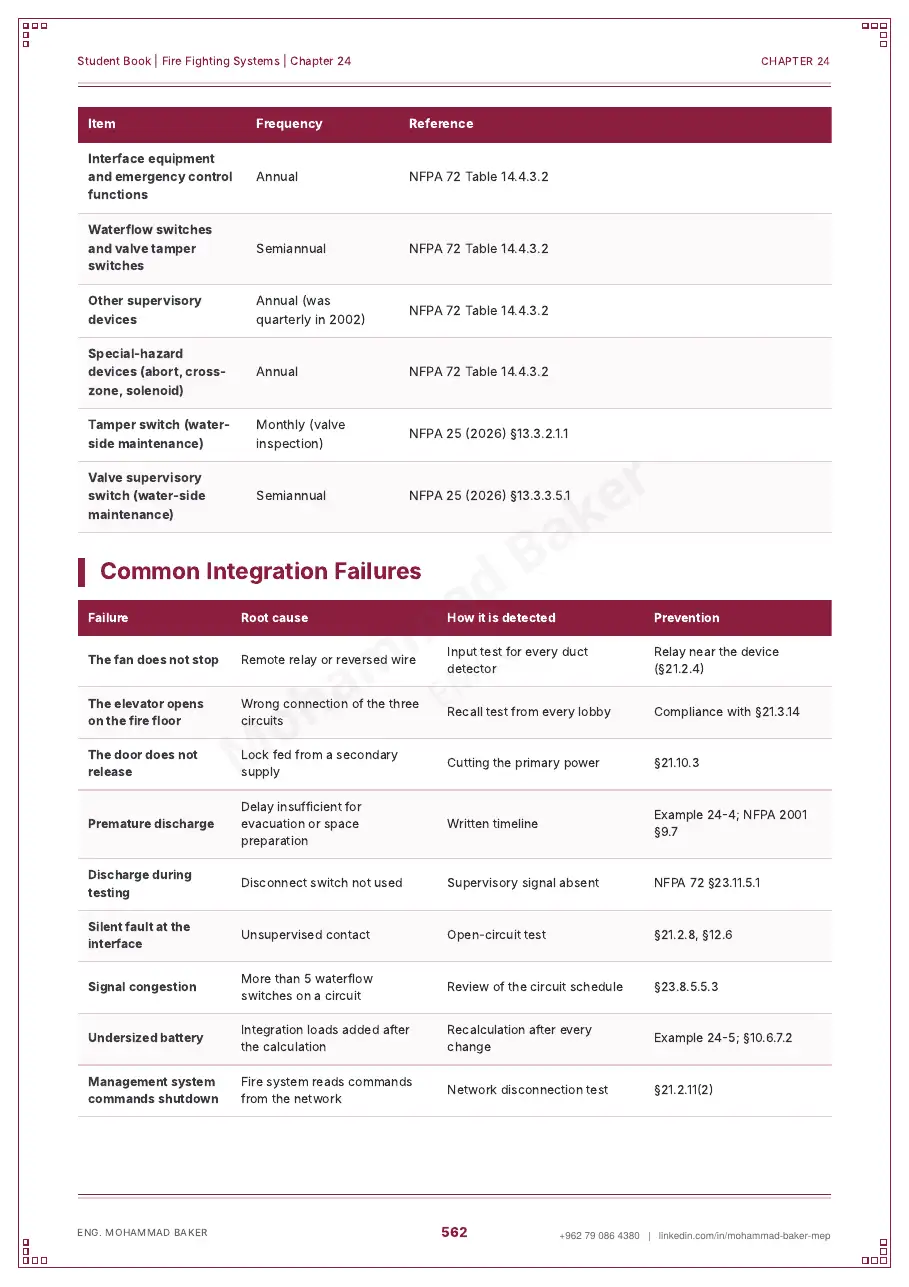 Student Book | Fire Fighting Systems | Chapter 24
CHAPTER 24
Item Frequency Reference
Interface equipment
and emergency control
functions
Annual
NFPA 72 Table 14.4.3.2
Waterflow switches
and valve tamper
switches
Semiannual
NFPA 72 Table 14.4.3.2
Other supervisory
devices
Annual (was
quarterly in 2002)
NFPA 72 Table 14.4.3.2
Special-hazard
devices (abort, cross-
zone, solenoid)
Annual
NFPA 72 Table 14.4.3.2
Tamper switch (water-
side maintenance)
Monthly (valve
inspection)
NFPA 25 (2026) §13.3.2.1.1
Valve supervisory
switch (water-side
maintenance)
Semiannual
NFPA 25 (2026) §13.3.3.5.1
Common Integration Failures
Failure Root cause How it is detected Prevention
The fan does not stop
Remote relay or reversed wire
Input test for every duct
detector
Relay near the device
(§21.2.4)
The elevator opens
on the fire floor
Wrong connection of the three
circuits
Recall test from every lobby
Compliance with §21.3.14
The door does not
release
Lock fed from a secondary
supply
Cutting the primary power
§21.10.3
Premature discharge
Delay insufficient for
evacuation or space
preparation
Written timeline
Example 24-4; NFPA 2001
§9.7
Discharge during
testing
Disconnect switch not used
Supervisory signal absent
NFPA 72 §23.11.5.1
Silent fault at the
interface
Unsupervised contact
Open-circuit test
§21.2.8, §12.6
Signal congestion
More than 5 waterflow
switches on a circuit
Review of the circuit schedule
§23.8.5.5.3
Undersized battery
Integration loads added after
the calculation
Recalculation after every
change
Example 24-5; §10.6.7.2
Management system
commands shutdown
Fire system reads commands
from the network
Network disconnection test
§21.2.11(2)
Mohammad Baker
ENG. MOHAMMAD BAKER
562
+962 79 086 4380 | linkedin.com/in/mohammad-baker-mep